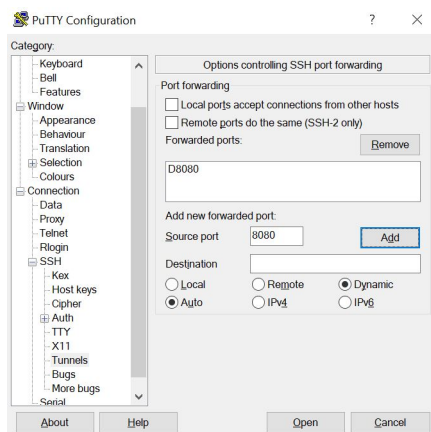 PuTTY Configuration
?
Category:
Keyboard
Bell
Features
Window
Appearance
Behaviour
Translation
Selection
Colours
Connection
Data
Proxy
Telnet
Rlogin
SSH
Kex
Host keys
Cipher
Auth
TTY
X11
Tunnels
Bugs
More bugs
Serial
Options controlling SSH port forwarding
Port forwarding
Local ports accept connections from other hosts
Remote ports do the same (SSH-2 only)
Forwarded ports:
Remove
D8080
Add new forwarded port:
Source port 8080 Add
Destination
Local Remote Dynamic
Auto IPv4 IPv6
About Help Open Cancel